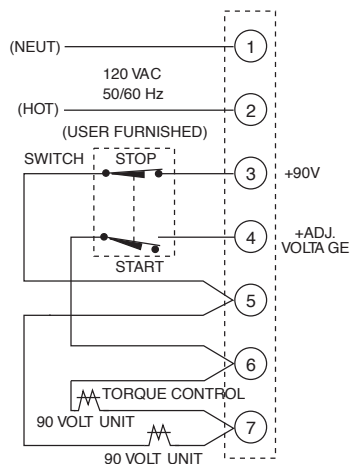 (NEUT)
1
120 VAC
50/60 Hz
(HOT)
2
(USER FURNISHED)
SWITCH
STOP
3
+90V
4
+ADJ.
VOLTA GE
START
5
6
TORQUE CONTROL
90 VOLT UNIT
7
90 VOLT UNIT